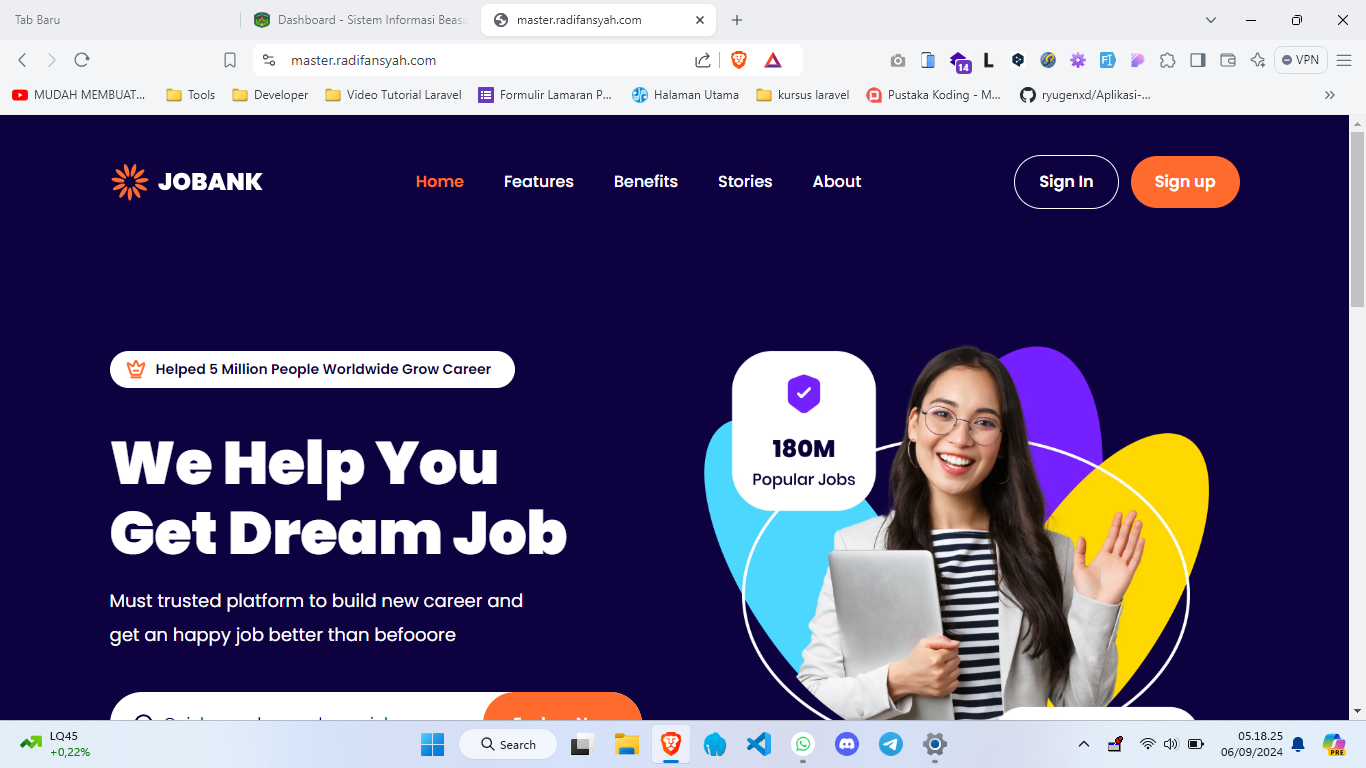 Tab Baru
Dashboard - Sistem Informasi Beasi
master.radifansyah.com
master.radifansyah.com
14
VPN
MUDAH MEMBUAT...
Tools
Developer
Video Tutorial Laravel
Formulir Lamaran P...
Halaman Utama
kursus laravel
Pustaka Koding - M...
ryugenxd/Aplikasi-...
JOBANK
Home
Features
Benefits
Stories
About
Sign In
Sign up
Helped 5 Million People Worldwide Grow Career
180M
Popular Jobs
We Help You
Get Dream Job
Must trusted platform to build new career and
get an happy job better than befooore
LQ45
+0,22%
Search
05.18.25
06/09/2024
PRE